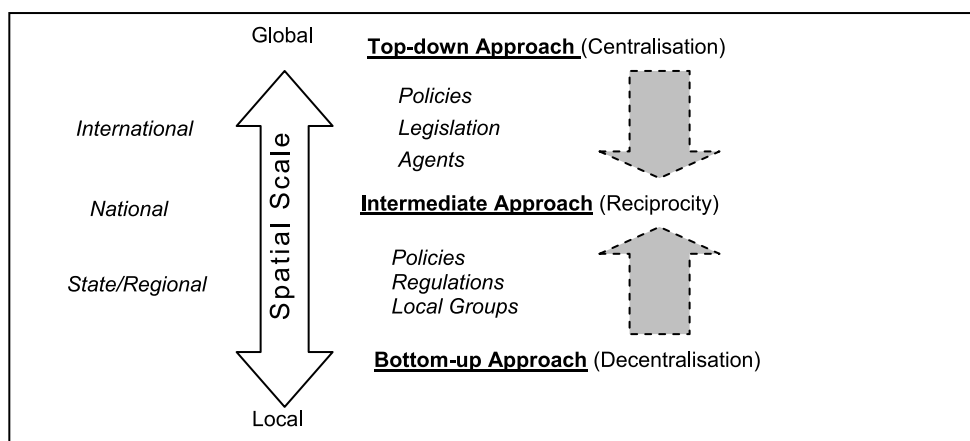 Global
Top-down Approach (Centralisation)
Policies
International
Legislation
Agents
Spatial Scale
National
Intermediate Approach (Reciprocity)
Policies
State/Regional
Regulations
Local Groups
Bottom-up Approach (Decentralisation)
Local